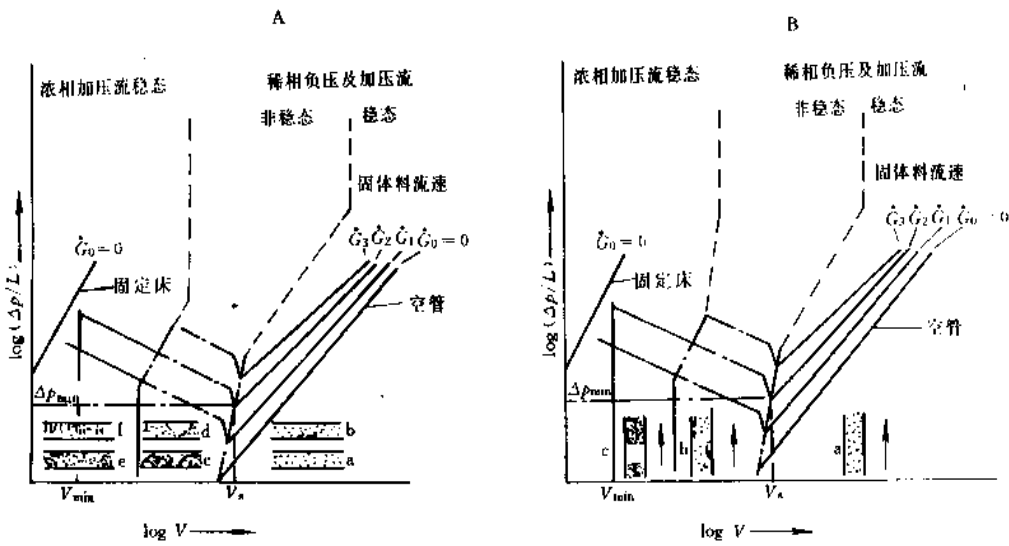 A
浓相加压流稳态
稀相负压及加压流
非稳态 稳态
固体料流速
Ġ₀=0
Ġ₃ Ġ₂ Ġ₁ Ġ₀=0
固定床
空管
log(Δp/L)
Δpmin
f
d
b
e
c
a
Vmin
Vs
log V
B
浓相加压流稳态
稀相负压及加压流
非稳态 稳态
固体料流速
Ġ₀=0
Ġ₃ Ġ₂ Ġ₁ Ġ₀=0
固定床
空管
log(Δp/L)
Δpmin
c
b
a
Vmin
Vs
log V